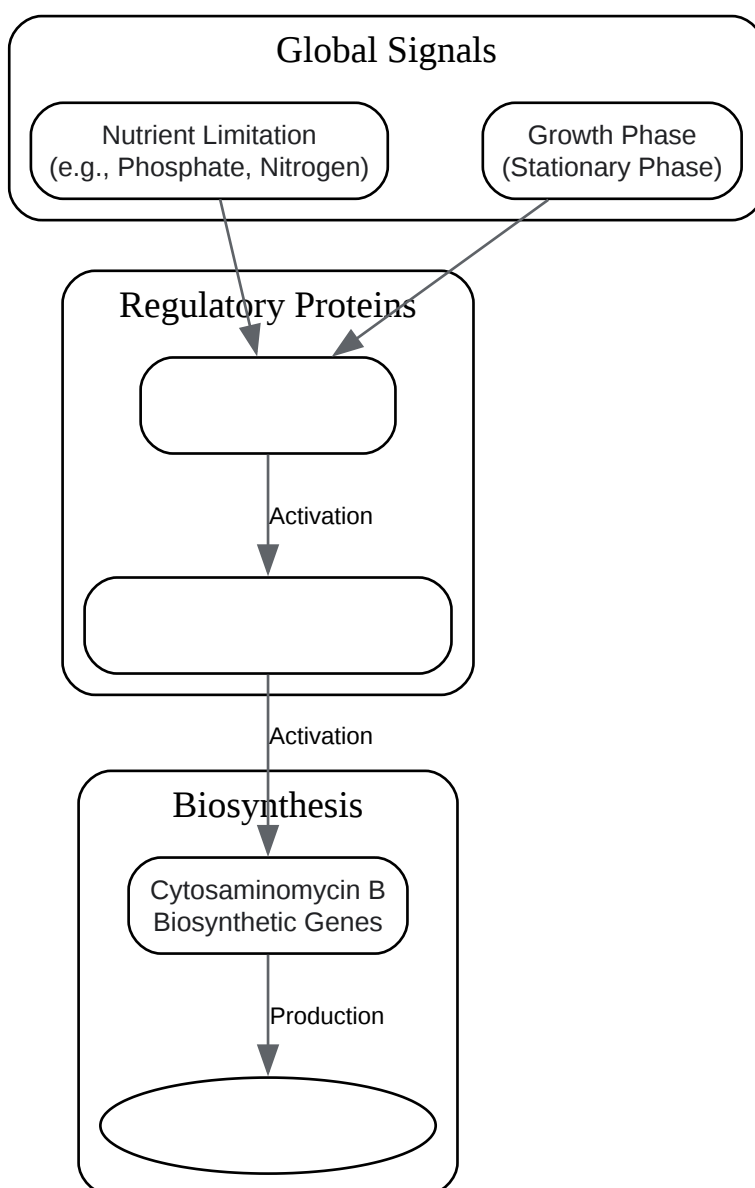 Global Signals
Nutrient Limitation
(e.g., Phosphate, Nitrogen)
Growth Phase
(Stationary Phase)
Regulatory Proteins
Activation
Activation
Biosynthesis
Cytosaminomycin B
Biosynthetic Genes
Production